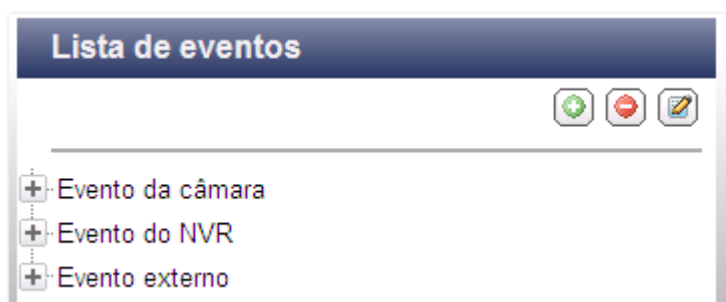 Lista de eventos
Evento da câmara
Evento do NVR
Evento externo